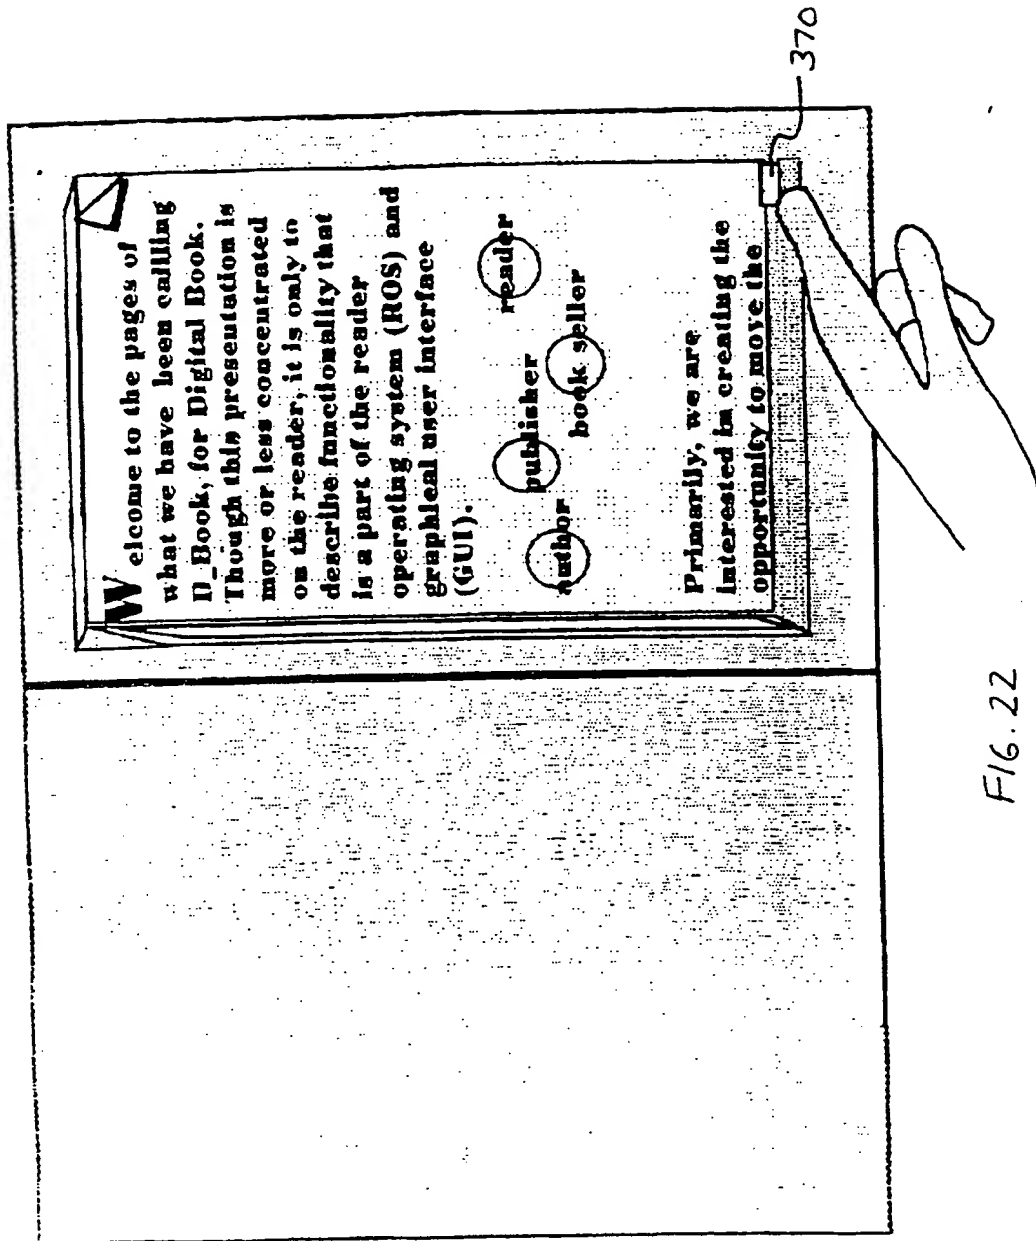 Welcome to the pages of
what we have been callling
D_Book, for Digital Book.
Though this presentation is
more or less concentrated
on the reader, it is only to
describe functionality that
is a part of the reader
operating system (ROS) and
graphical user interface
(GUI).
author publisher reader
book seller
Primarily, we are
interested in creating the
opportunity to move the
370
FIG. 22